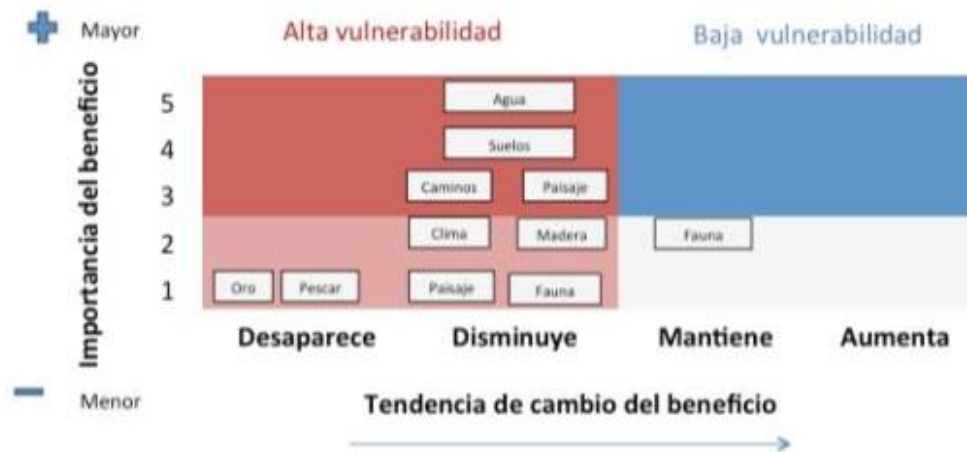 Mayor Alta vulnerabilidad Baja vulnerabilidad
Importancia del beneficio
5 Agua
4 Suelos
3 Caminos Paisaje
2 Clima Madera Fauna
1 Oro Pescar Paisaje Fauna
Desaparece Disminuye Mantiene Aumenta
Menor Tendencia de cambio del beneficio